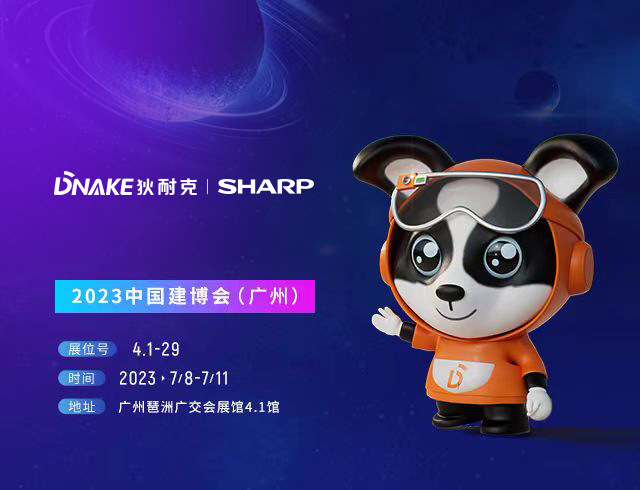 DNAKE狄耐克 | SHARP
2023中国建博会（广州）
展位号 4.1-29
时间 2023▸7/8-7/11
地址 广州琶洲广交会展馆4.1馆